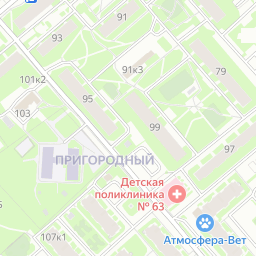 91
93
91к3
79
101к2
95
103
99
97
ПРИГОРОДНЫЙ
Детская
поликлиника
№ 63
Атмосфера-Вет
107к1